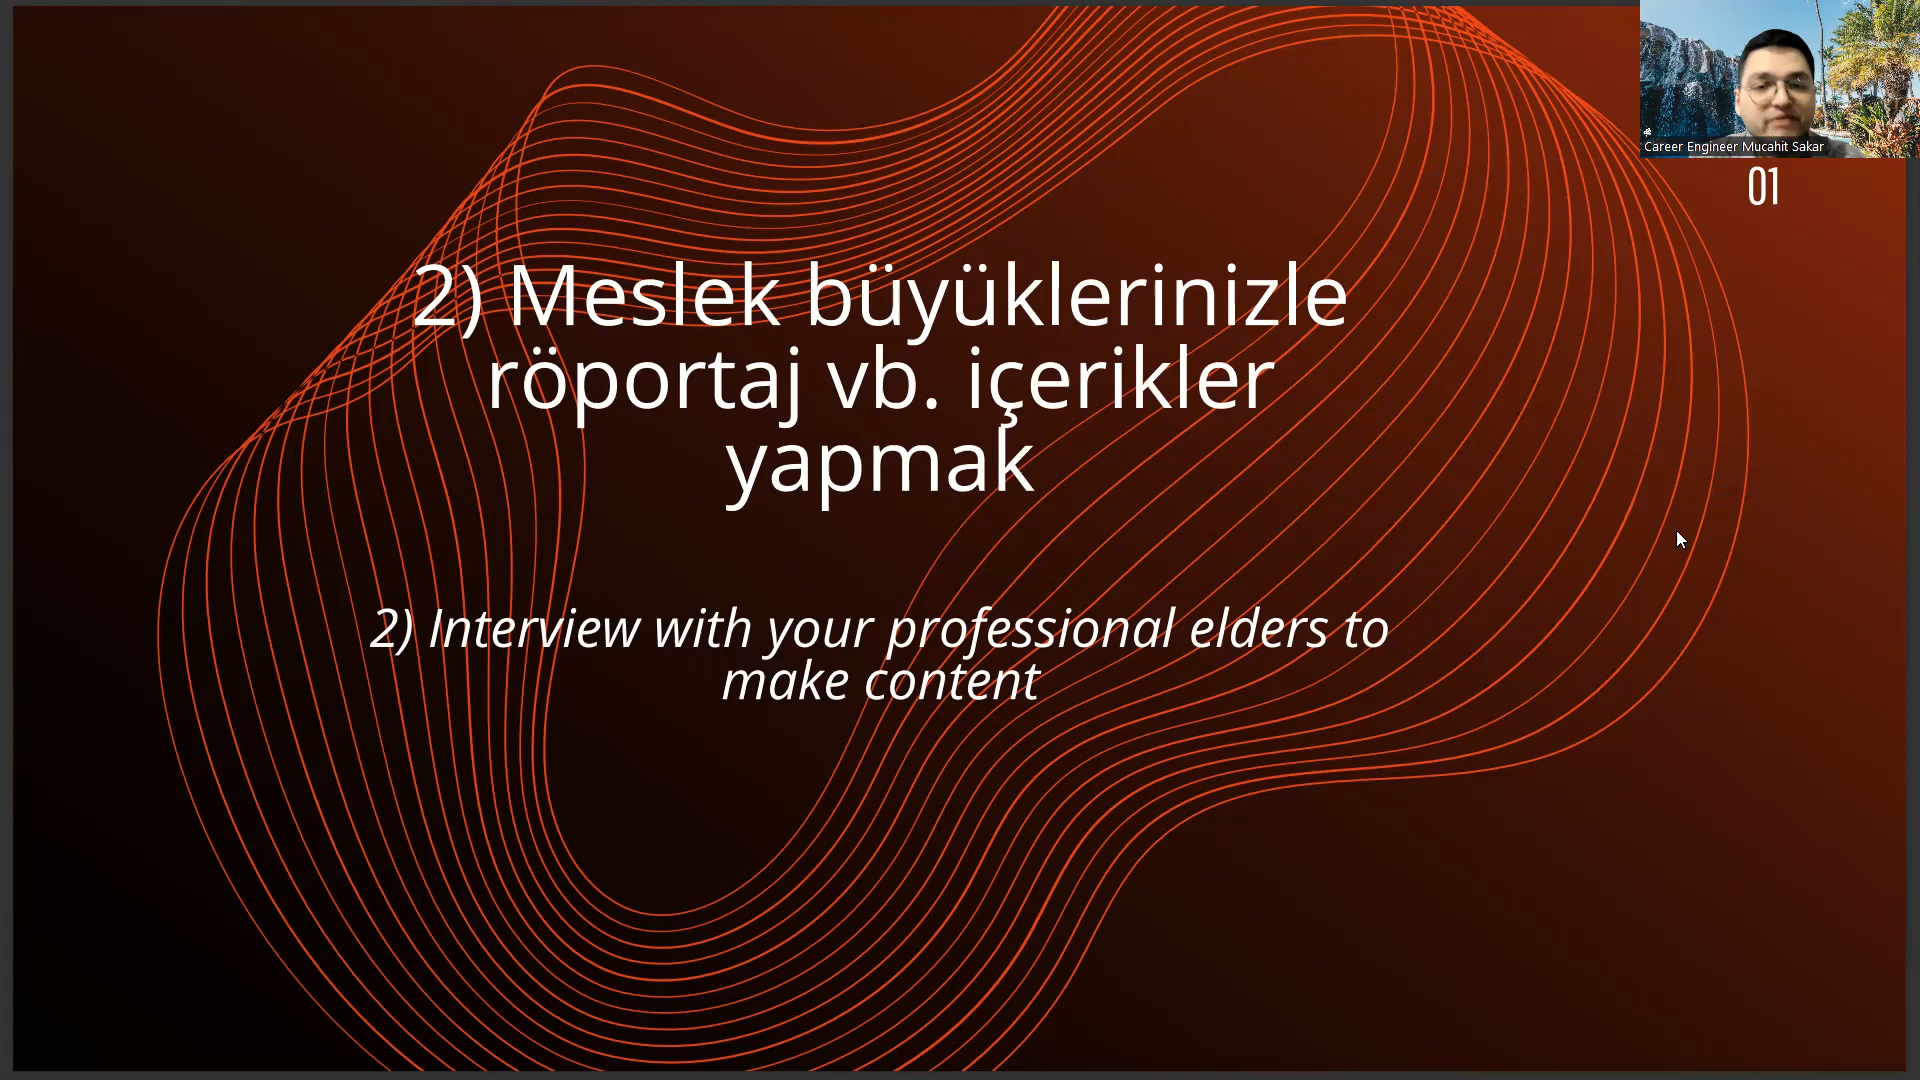 Career Engineer Mucahit Sakar
01
2) Meslek büyüklerinizle
röportaj vb. içerikler
yapmak
2) Interview with your professional elders to
make content